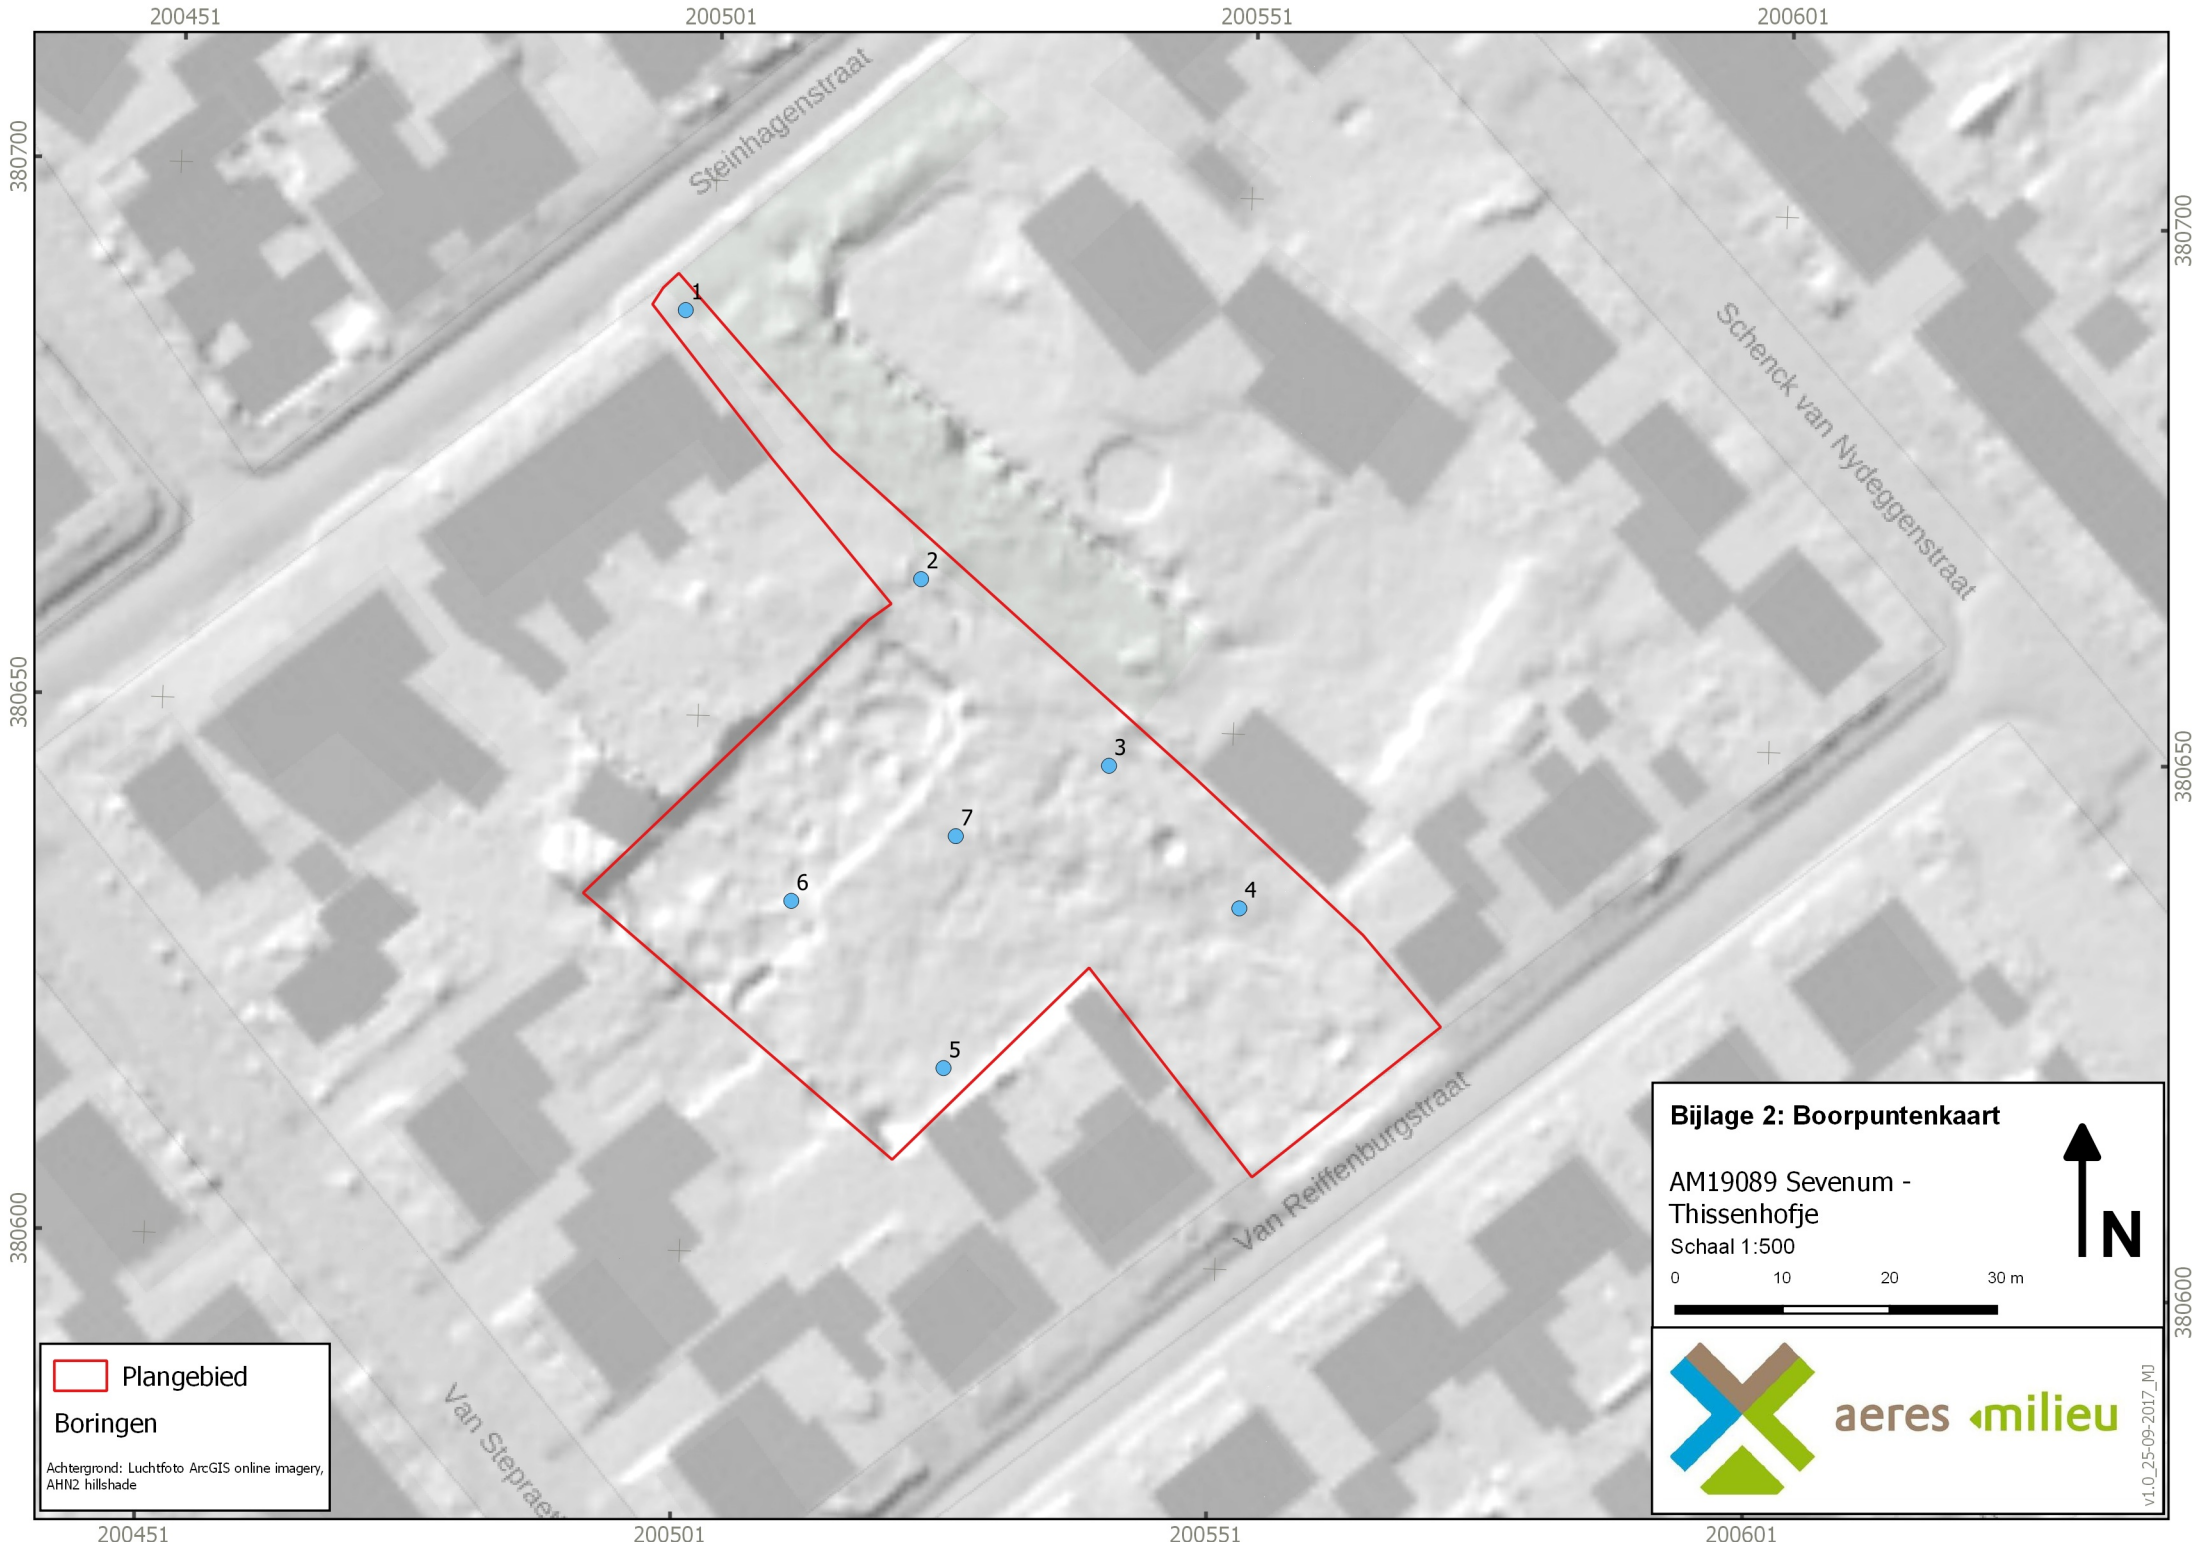 200451
200501
200551
200601
380700
380700
Steinhagenstraat
Schenck van Nydeggenstraat
1
2
3
4
5
6
7
380650
380650
380600
380600
Van Reiffenburgstraat
Bijlage 2: Boorpuntenkaart
AM19089 Sevenum -
Thissenhofje
Schaal 1:500
0 10 20 30 m
N
aeres milieu
v1.0_25-09-2017_MJ
Plangebied
Boringen
Achtergrond: Luchtfoto ArcGIS online imagery,
AHN2 hillshade
200451
200501
200551
200601